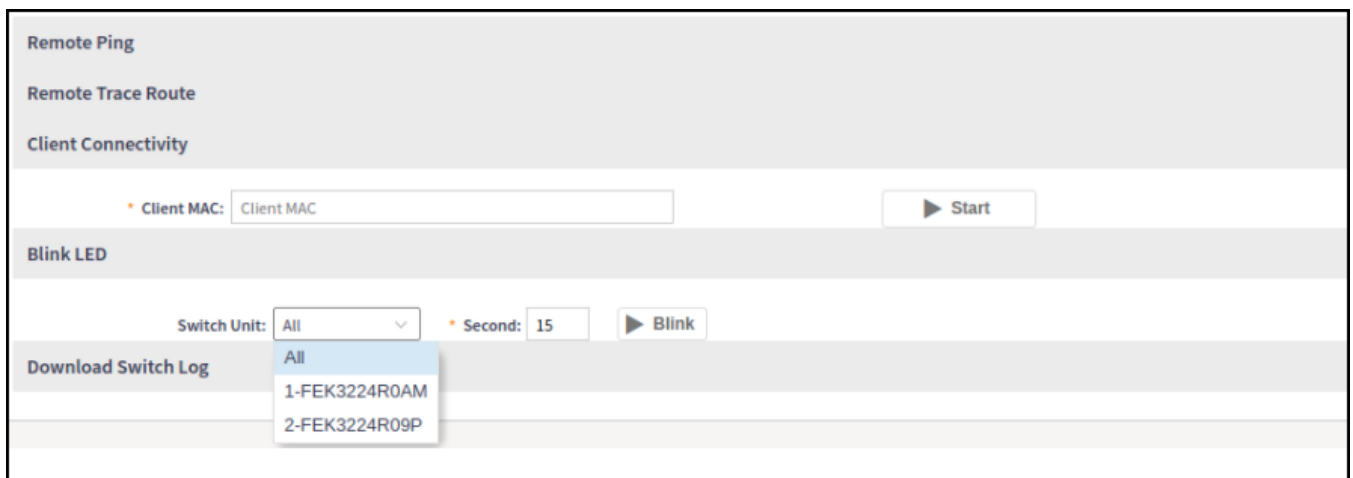 Remote Ping
Remote Trace Route
Client Connectivity
* Client MAC: Client MAC Start
Blink LED
Switch Unit: All * Second: 15 Blink
All
Download Switch Log
1-FEK3224R0AM
2-FEK3224R09P